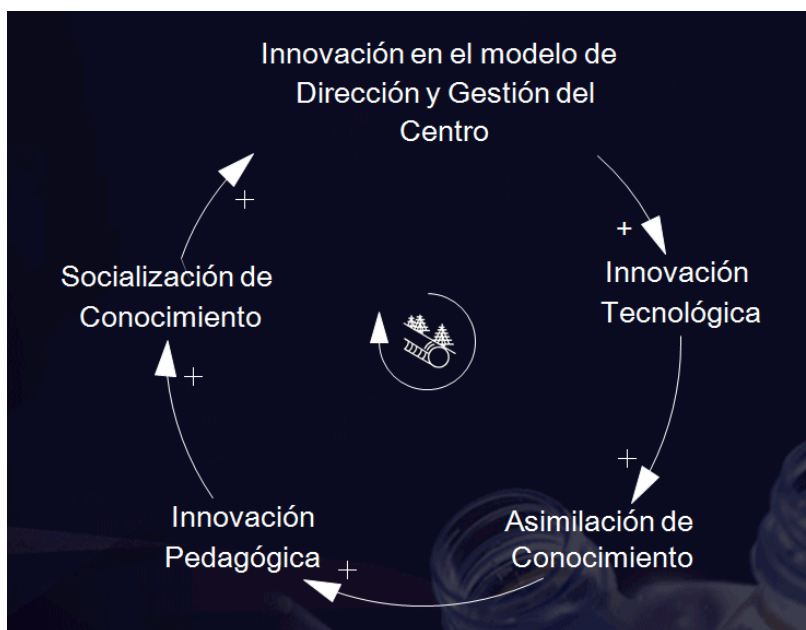 Innovación en el modelo de
Dirección y Gestión del
Centro
+
+
Socialización de
Conocimiento
Innovación
Tecnológica
+
+
Innovación
Pedagógica
+
Asimilación de
Conocimiento